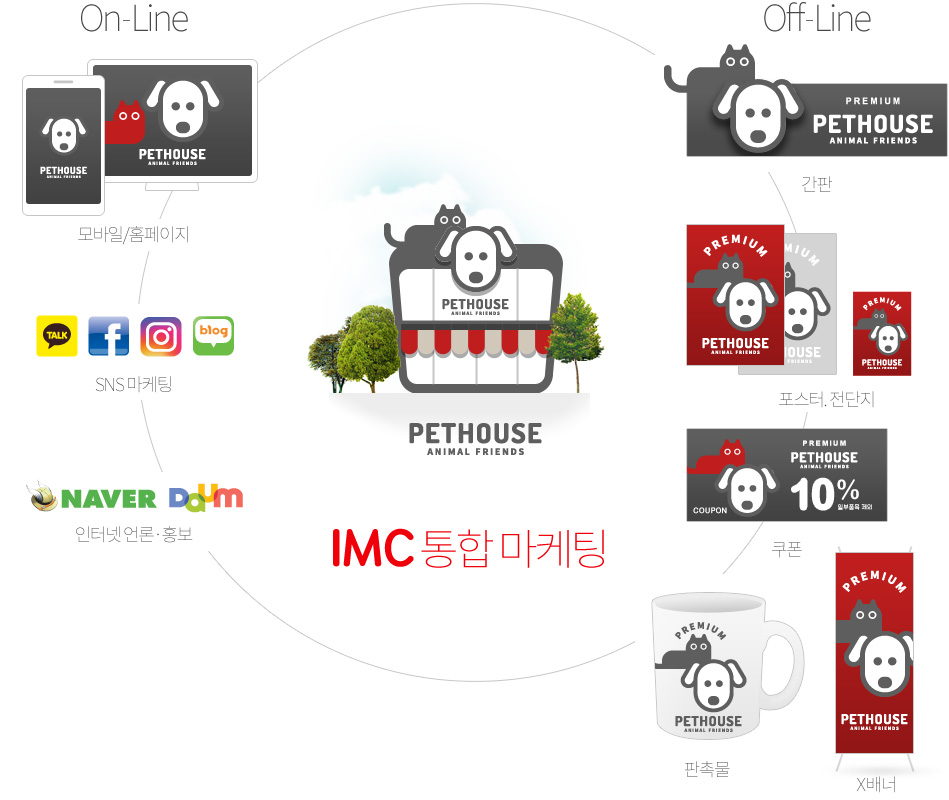 On-Line
PETHOUSE
ANIMAL FRIENDS
PETHOUSE
ANIMAL FRIENDS
모바일/홈페이지
TALK
blog
SNS 마케팅
NAVER Daum
인터넷 언론·홍보
PETHOUSE
ANIMAL FRIENDS
PETHOUSE
ANIMAL FRIENDS
IMC 통합 마케팅
Off-Line
PREMIUM
PETHOUSE
ANIMAL FRIENDS
간판
PREMIUM
PETHOUSE
ANIMAL FRIENDS
MIUM
HOUSE
FRIENDS
PREMIUM
PETHOUSE
ANIMAL FRIENDS
포스터, 전단지
PREMIUM
PETHOUSE
ANIMAL FRIENDS
10%
일부품목 제외
COUPON
쿠폰
PREMIUM
PETHOUSE
ANIMAL FRIENDS
판촉물
PREMIUM
PETHOUSE
ANIMAL FRIENDS
X배너